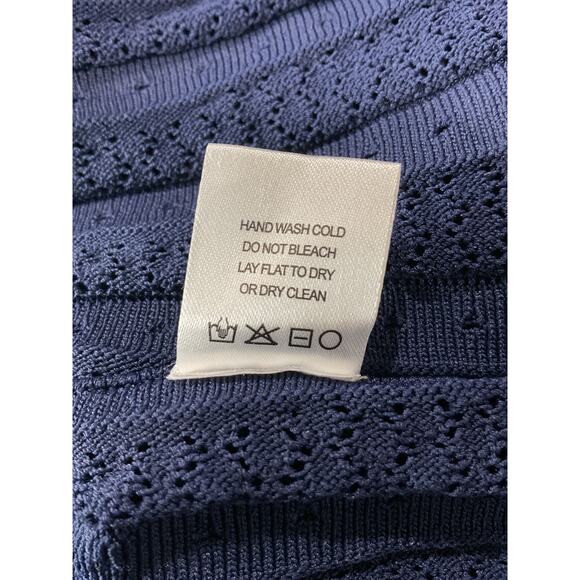 HAND WASH COLD
DO NOT BLEACH
LAY FLAT TO DRY
OR DRY CLEAN